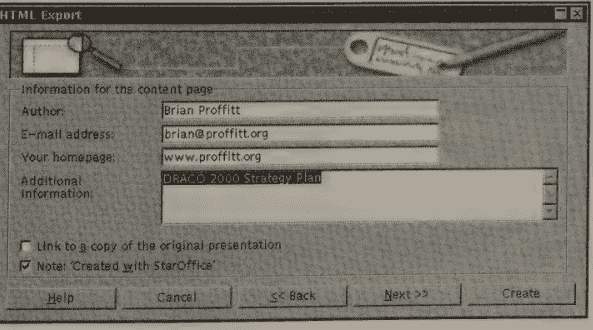 HTML Export
Information for the content page
Author: Brian Proffitt
E-mail address: brian@proffitt.org
Your homepage: www.proffitt.org
Additional DRACO 2000 Strategy Plan
information:
Link to a copy of the original presentation
Note: 'Created with StarOffice'
Help Cancel << Back Next >> Create